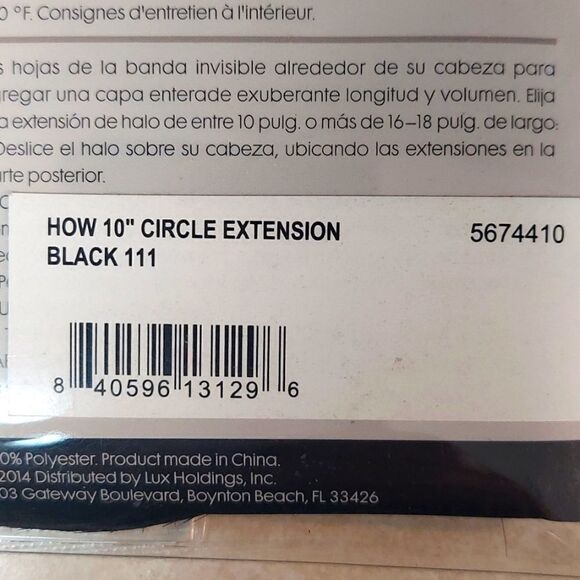 0 °F. Consignes d'entretien à l'intérieur.
s hojas de la banda invisible alrededor de su cabeza para
regar una capa enterade exuberante longitud y volumen. Elija
a extensión de halo de entre 10 pulg. o más de 16–18 pulg. de largo:
Deslice el halo sobre su cabeza, ubicando las extensiones en la
rte posterior.
HOW 10" CIRCLE EXTENSION 5674410
BLACK 111
8 40596 13129 6
0% Polyester. Product made in China.
2014 Distributed by Lux Holdings, Inc.
03 Gateway Boulevard, Boynton Beach, FL 33426